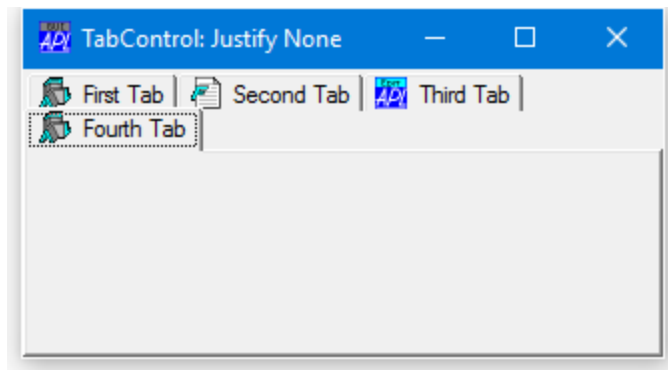 TabControl: Justify None
First Tab Second Tab Third Tab
Fourth Tab